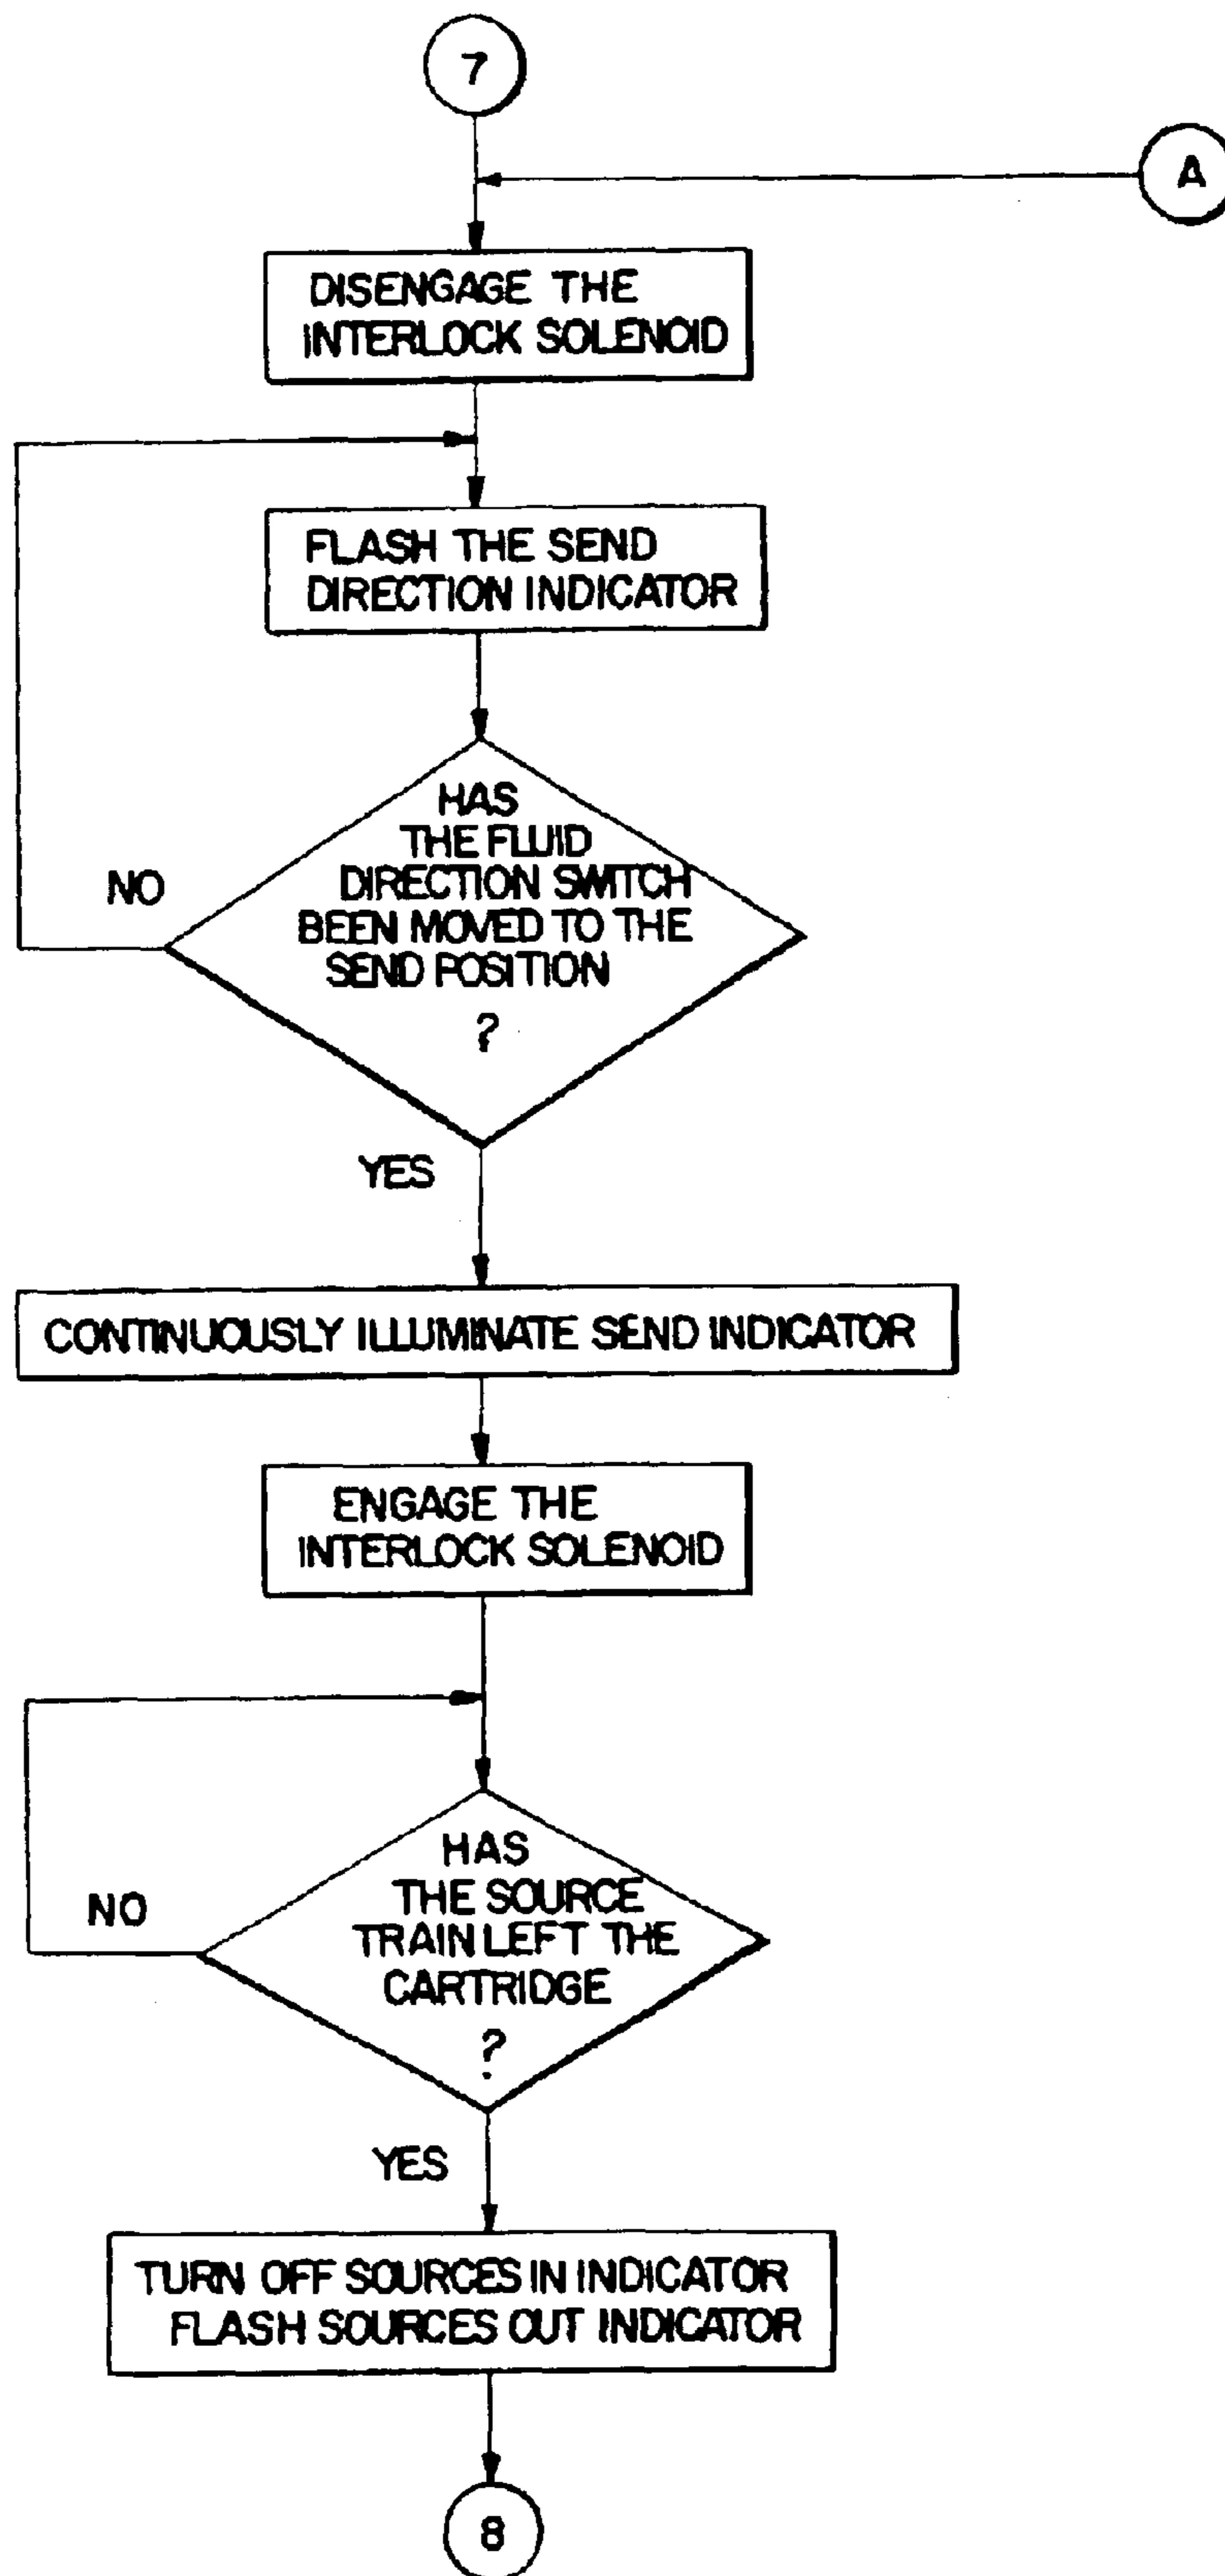 7
A
DISENGAGE THE
INTERLOCK SOLENOID
FLASH THE SEND
DIRECTION INDICATOR
HAS
THE FLUID
DIRECTION SWITCH
BEEN MOVED TO THE
SEND POSITION
?
NO
YES
CONTINUOUSLY ILLUMINATE SEND INDICATOR
ENGAGE THE
INTERLOCK SOLENOID
HAS
THE SOURCE
TRAIN LEFT THE
CARTRIDGE
?
NO
YES
TURN OFF SOURCES IN INDICATOR
FLASH SOURCES OUT INDICATOR
8